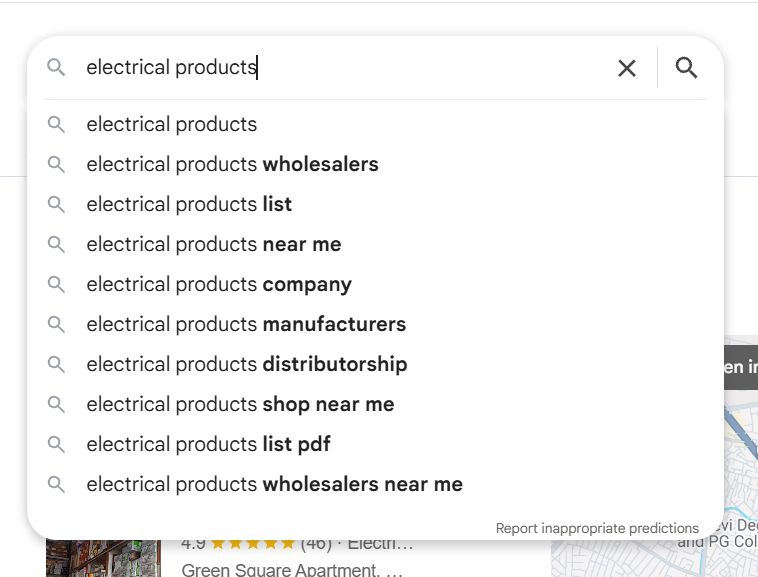 electrical products
electrical products
electrical products wholesalers
electrical products list
electrical products near me
electrical products company
electrical products manufacturers
electrical products distributorship
electrical products shop near me
electrical products list pdf
electrical products wholesalers near me
Report inappropriate predictions
4.9 (46) · Electri…
Green Square Apartment, …
en in
evi Deg
and PG Col